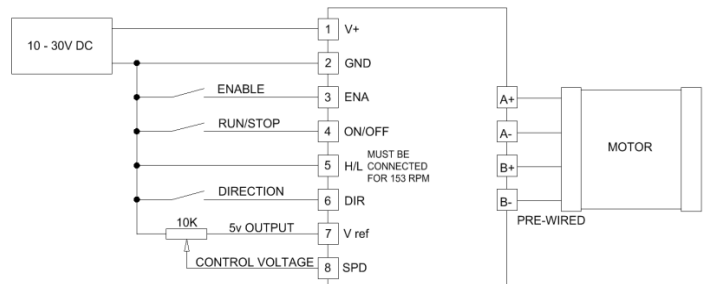 10 - 30V DC
1 V+
2 GND
ENABLE
3 ENA
RUN/STOP
4 ON/OFF
5 H/L MUST BE
CONNECTED
FOR 153 RPM
DIRECTION
6 DIR
10K 5v OUTPUT
7 V ref
CONTROL VOLTAGE
8 SPD
A+
A-
B+
B-
MOTOR
PRE-WIRED